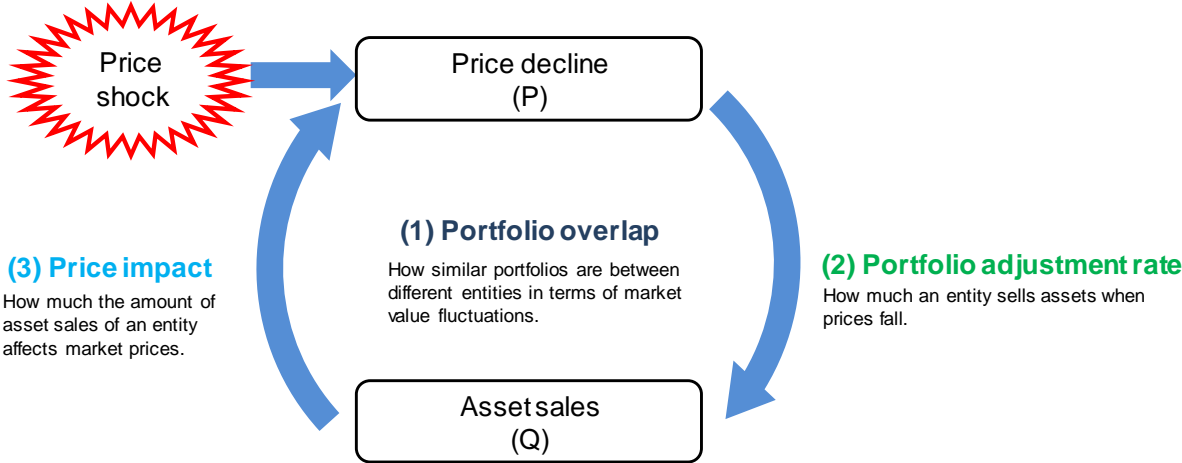 Price
shock
Price decline
(P)
(1) Portfolio overlap
How similar portfolios are between
different entities in terms of market
value fluctuations.
(3) Price impact
How much the amount of
asset sales of an entity
affects market prices.
(2) Portfolio adjustment rate
How much an entity sells assets when
prices fall.
Asset sales
(Q)